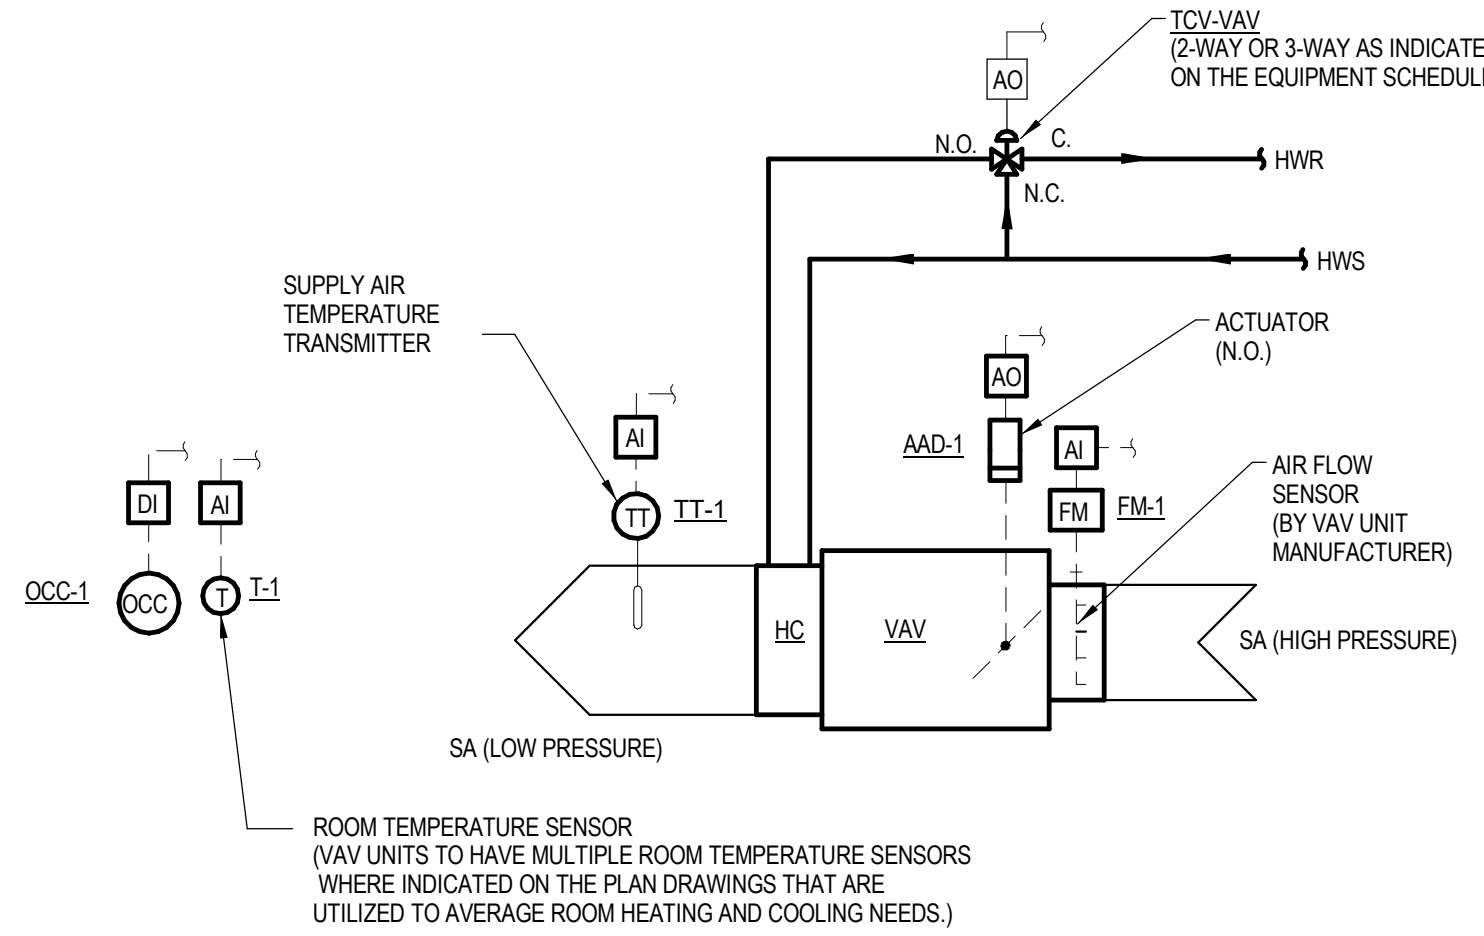 TCV-VAV
(2-WAY OR 3-WAY AS INDICATE
ON THE EQUIPMENT SCHEDUL
AO
N.O.
C.
HWR
N.C.
HWS
SUPPLY AIR
TEMPERATURE
TRANSMITTER
ACTUATOR
(N.O.)
AO
AI
AAD-1
AI
AIR FLOW
SENSOR
(BY VAV UNIT
MANUFACTURER)
DI
AI
TT
TT-1
FM
FM-1
OCC-1
OCC
T
T-1
HC
VAV
SA (HIGH PRESSURE)
SA (LOW PRESSURE)
ROOM TEMPERATURE SENSOR
(VAV UNITS TO HAVE MULTIPLE ROOM TEMPERATURE SENSORS
WHERE INDICATED ON THE PLAN DRAWINGS THAT ARE
UTILIZED TO AVERAGE ROOM HEATING AND COOLING NEEDS.)